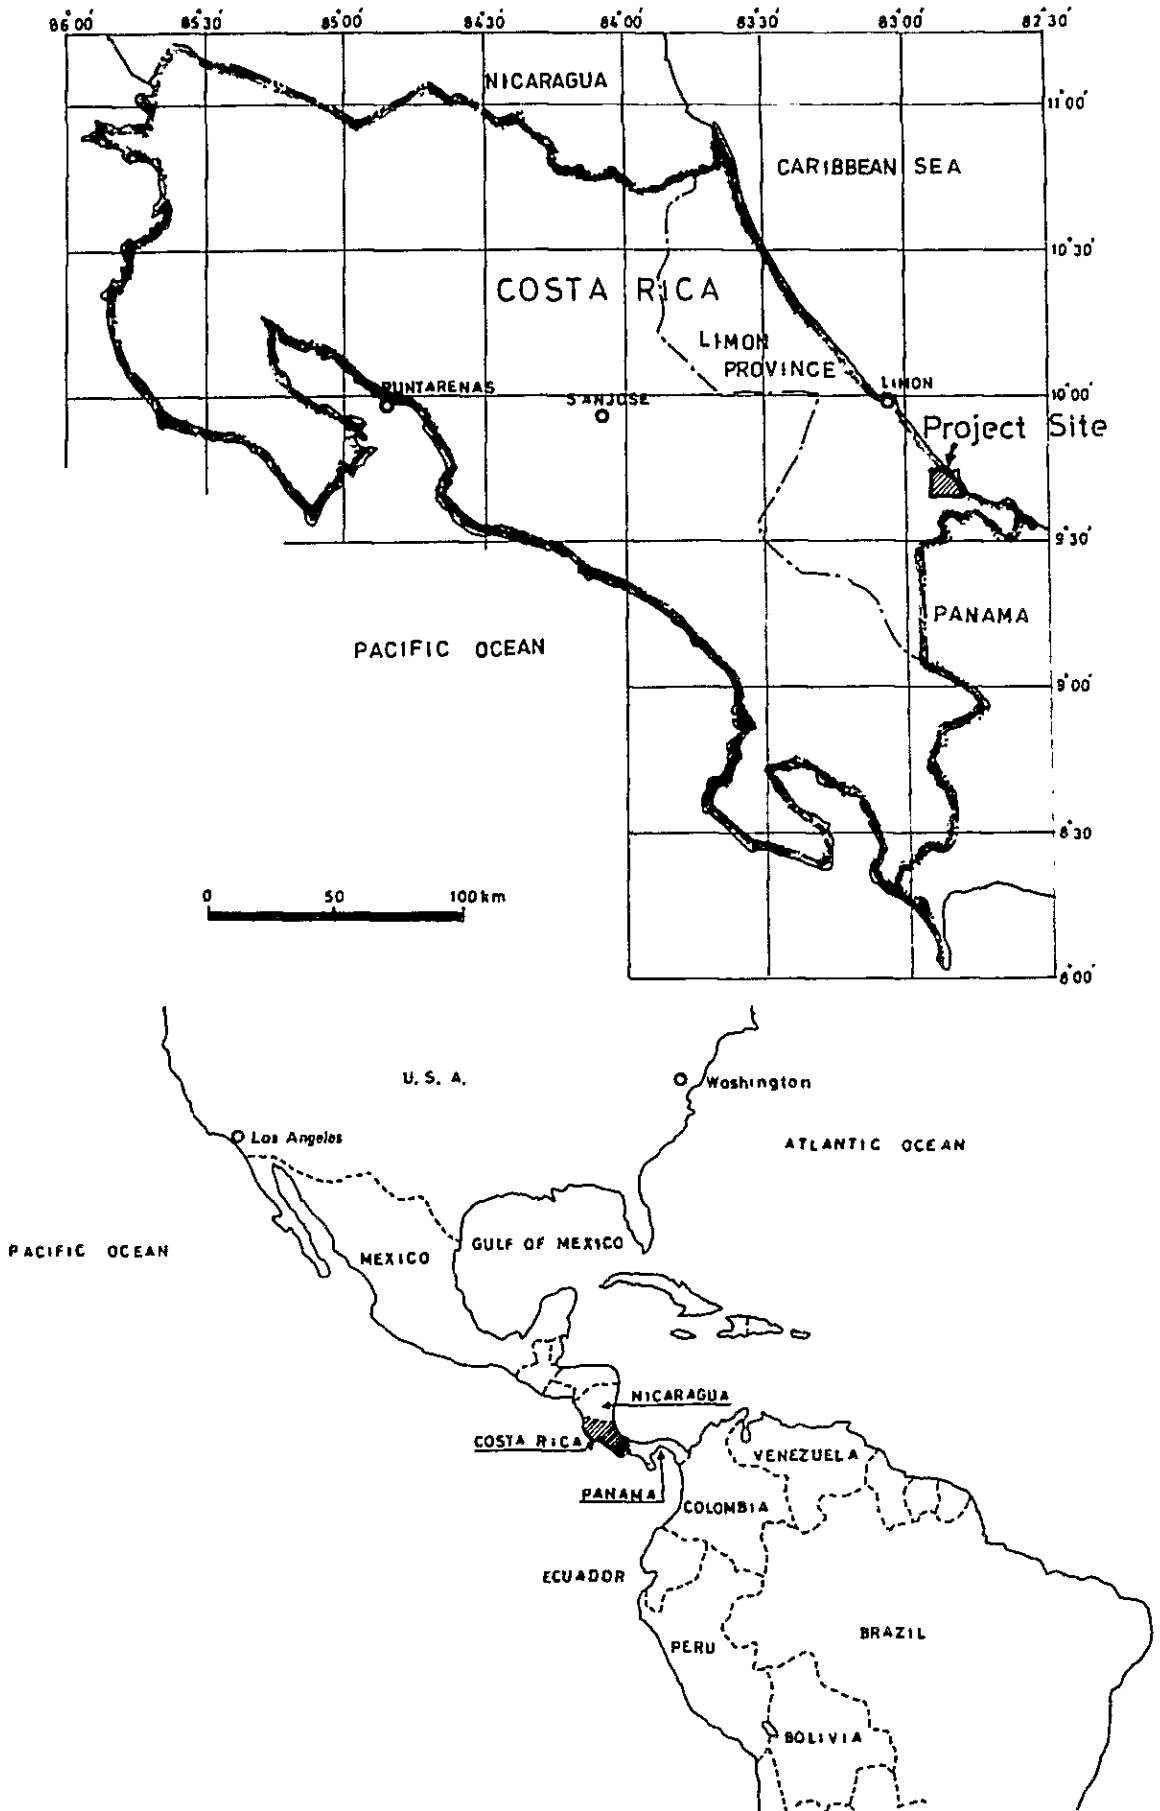 86°00' 85°30' 85°00' 84°30' 84°00' 83°30' 83°00' 82°30'
NICARAGUA
11°00'
CARIBBEAN SEA
10°30'
COSTA RICA
LIMON
PROVINCE
PUNTARENAS
SANJOSE
LIMON
10°00'
Project Site
9°30'
PANAMA
PACIFIC OCEAN
9°00'
8°30'
0 50 100 km
8°00'
U. S. A.
Washington
Los Angeles
ATLANTIC OCEAN
PACIFIC OCEAN
MEXICO
GULF OF MEXICO
NICARAGUA
COSTA RICA
VENEZUELA
PANAMA
COLOMBIA
ECUADOR
BRAZIL
PERU
BOLIVIA